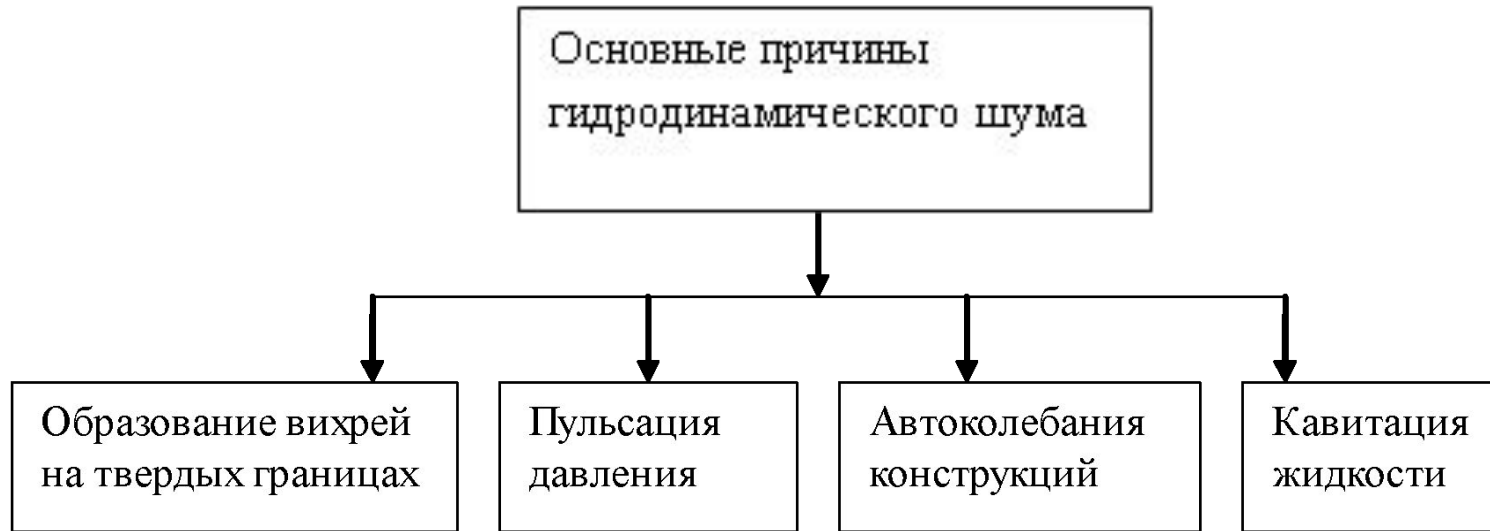 Основные причины
гидродинамического шума
Образование вихрей
на твердых границах
Пульсация
давления
Автоколебания
конструкций
Кавитация
жидкости